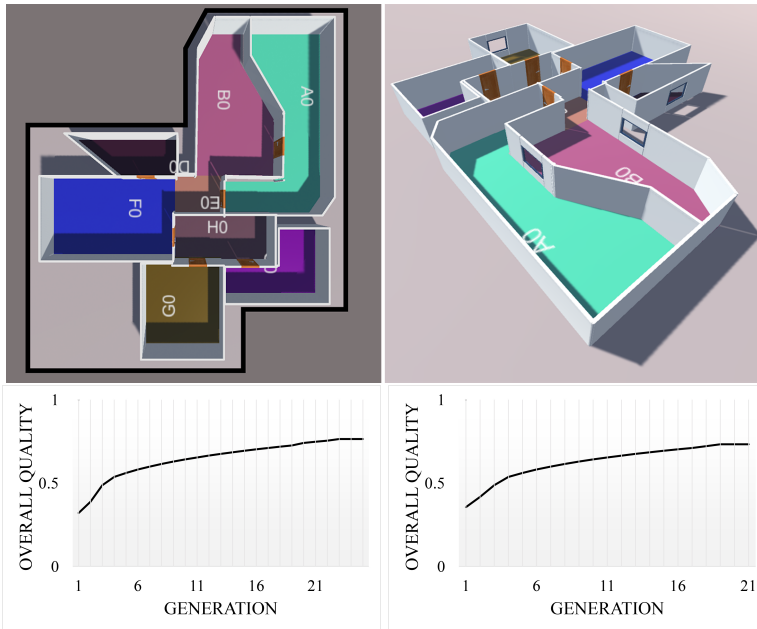 B0
A0
D0
F0
E0
H0
G0
A0
B0
OVERALL QUALITY
1
0.5
0
1 6 11 16 21
GENERATION
OVERALL QUALITY
1
0.5
0
1 6 11 16 21
GENERATION